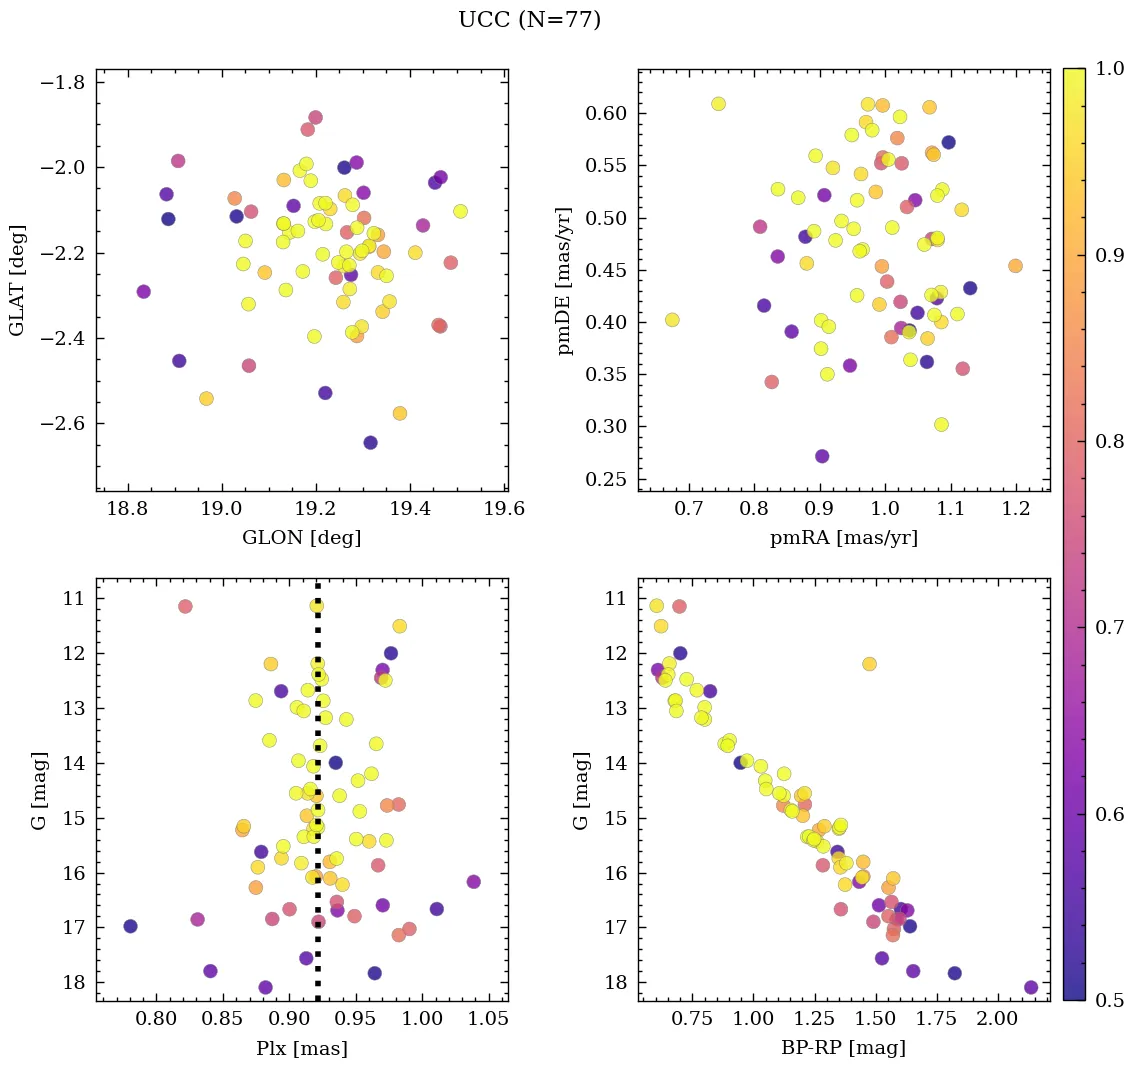 UCC (N=77)
−1.8
−2.0
−2.2
−2.4
−2.6
GLAT [deg]
18.8 19.0 19.2 19.4 19.6
GLON [deg]
0.60
0.55
0.50
0.45
0.40
0.35
0.30
0.25
pmDE [mas/yr]
0.7 0.8 0.9 1.0 1.1 1.2
pmRA [mas/yr]
11
12
13
14
15
16
17
18
G [mag]
0.80 0.85 0.90 0.95 1.00 1.05
Plx [mas]
11
12
13
14
15
16
17
18
G [mag]
0.75 1.00 1.25 1.50 1.75 2.00
BP-RP [mag]
1.0
0.9
0.8
0.7
0.6
0.5